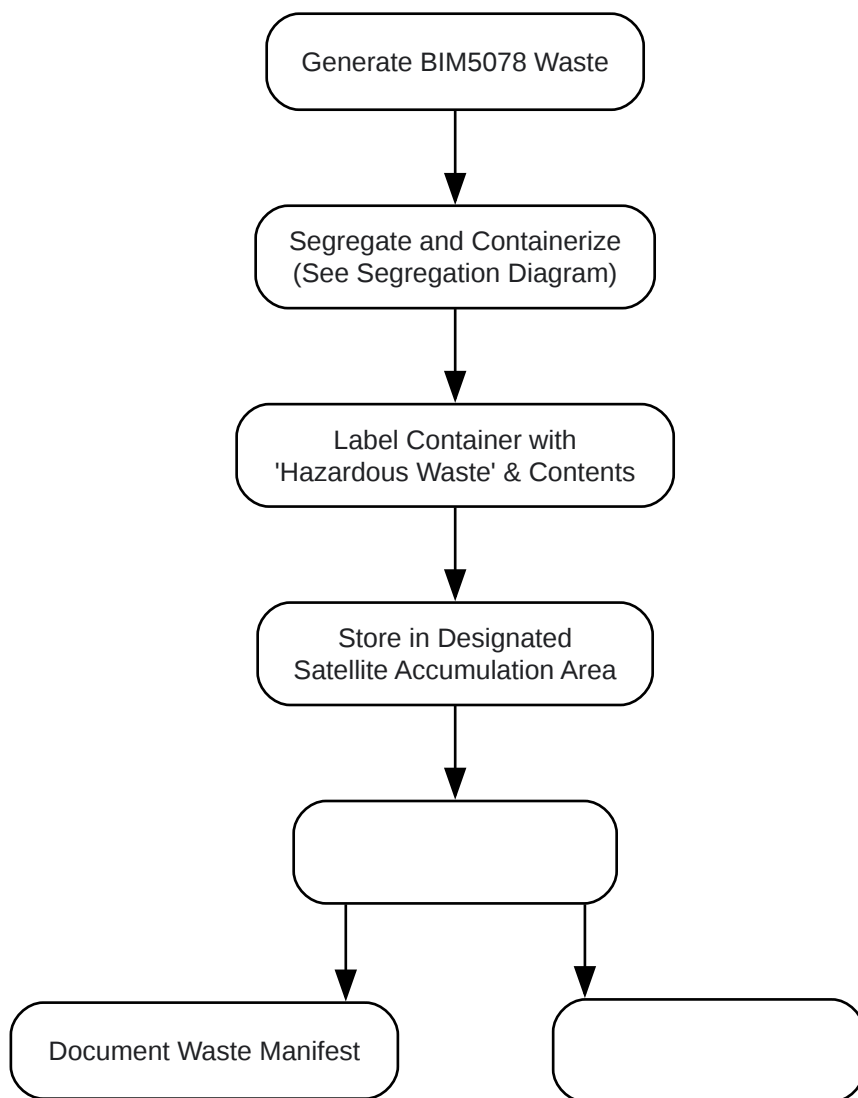 Generate BIM5078 Waste
Segregate and Containerize
(See Segregation Diagram)
Label Container with
'Hazardous Waste' & Contents
Store in Designated
Satellite Accumulation Area
Document Waste Manifest